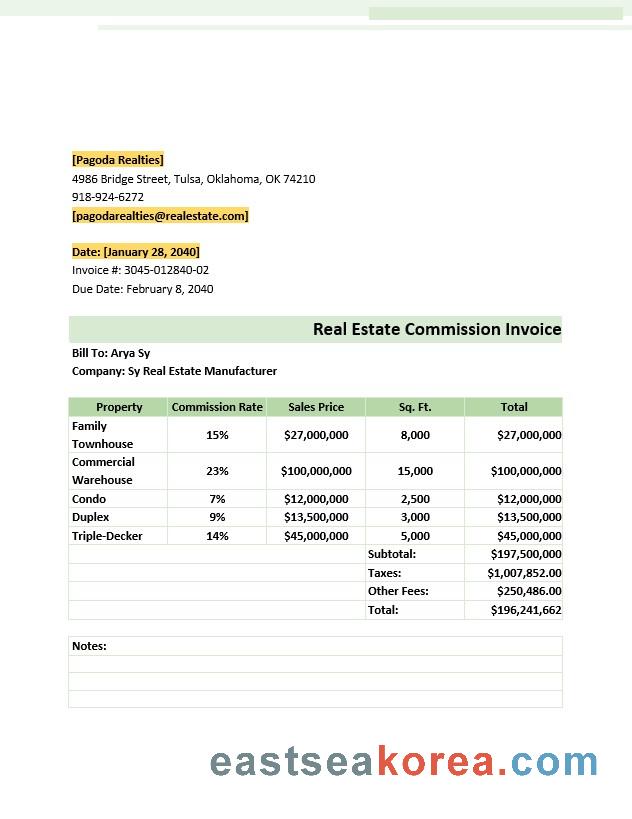 [Pagoda Realties]
4986 Bridge Street, Tulsa, Oklahoma, OK 74210
918-924-6272
[pagodarealties@realestate.com]
Date: [January 28, 2040]
Invoice #: 3045-012840-02
Due Date: February 8, 2040
Real Estate Commission Invoice
Bill To: Arya Sy
Company: Sy Real Estate Manufacturer
Property Commission Rate Sales Price Sq. Ft. Total
Family
Townhouse 15% $27,000,000 8,000 $27,000,000
Commercial
Warehouse 23% $100,000,000 15,000 $100,000,000
Condo 7% $12,000,000 2,500 $12,000,000
Duplex 9% $13,500,000 3,000 $13,500,000
Triple-Decker 14% $45,000,000 5,000 $45,000,000
Subtotal: $197,500,000
Taxes: $1,007,852.00
Other Fees: $250,486.00
Total: $196,241,662
Notes:
eastseakorea.com